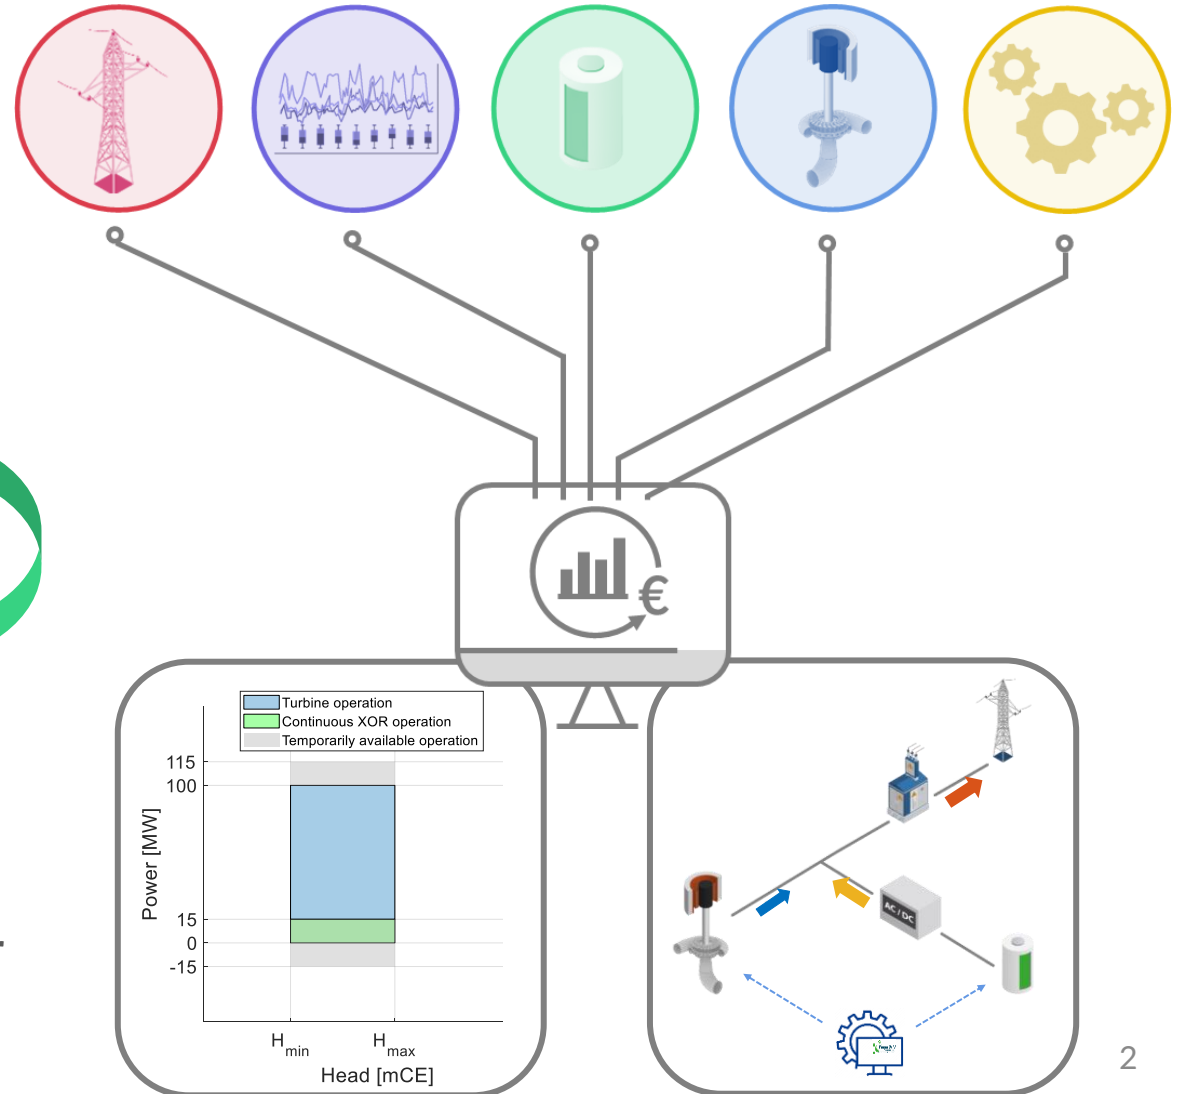 €
Turbine operation
Continuous XOR operation
Temporarily available operation
115
100
15
0
-15
Power [MW]
H min
H max
Head [mCE]
AC / DC
2